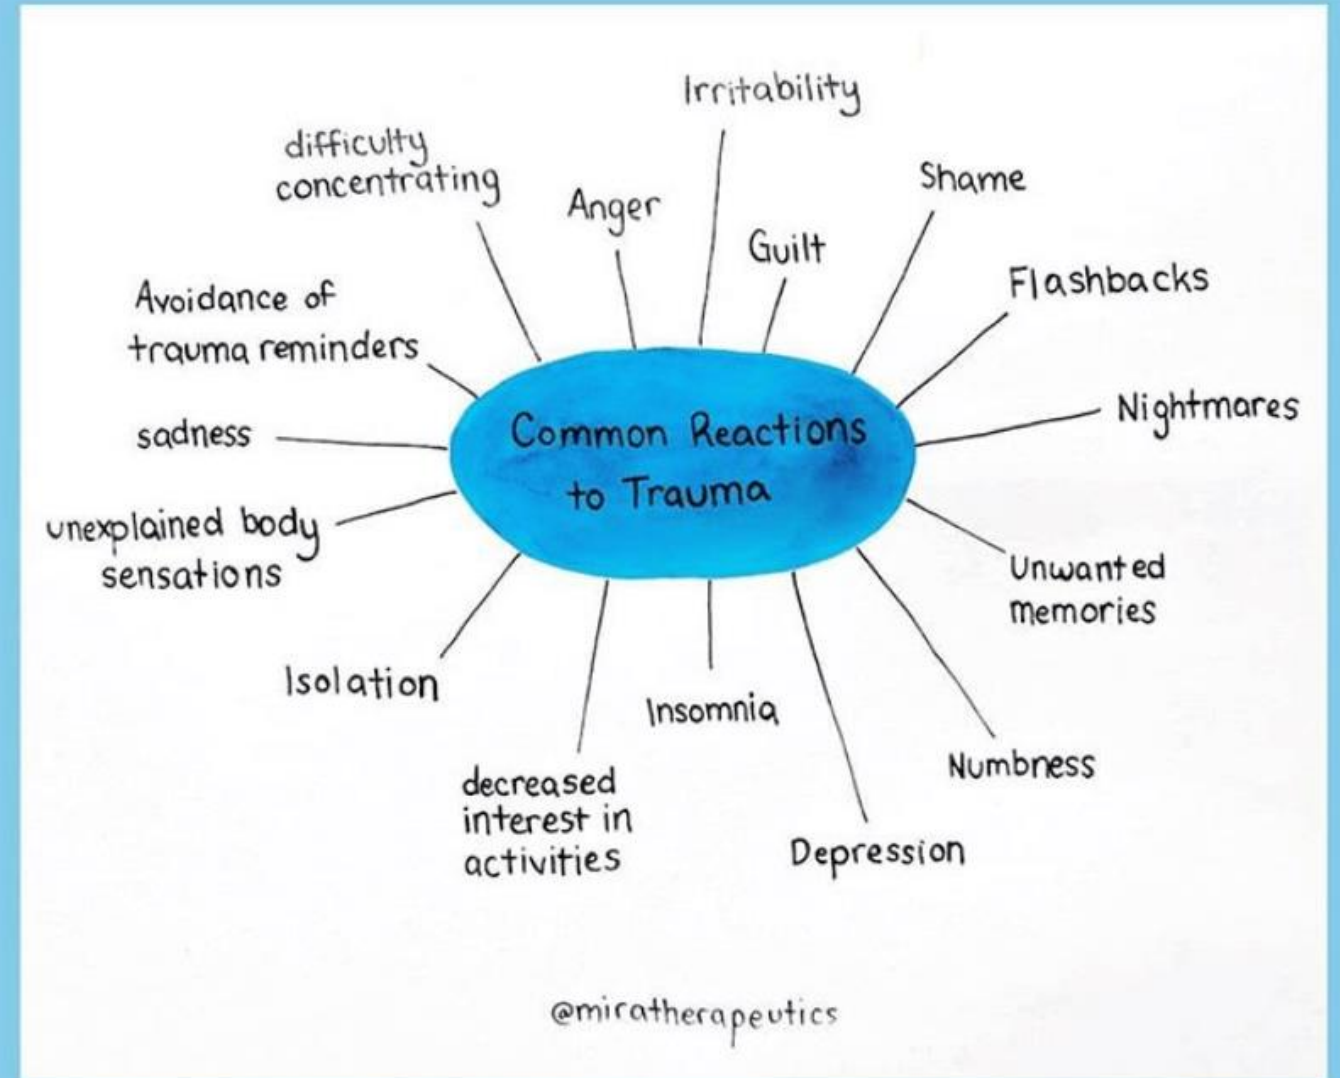 Irritability
difficulty
concentrating
Anger
Shame
Guilt
Flashbacks
Avoidance of
trauma reminders
Nightmares
sadness
Common Reactions
to Trauma
unexplained body
sensations
Unwanted
memories
Isolation
Insomnia
Numbness
decreased
interest in
activities
Depression
@miratherapeutics